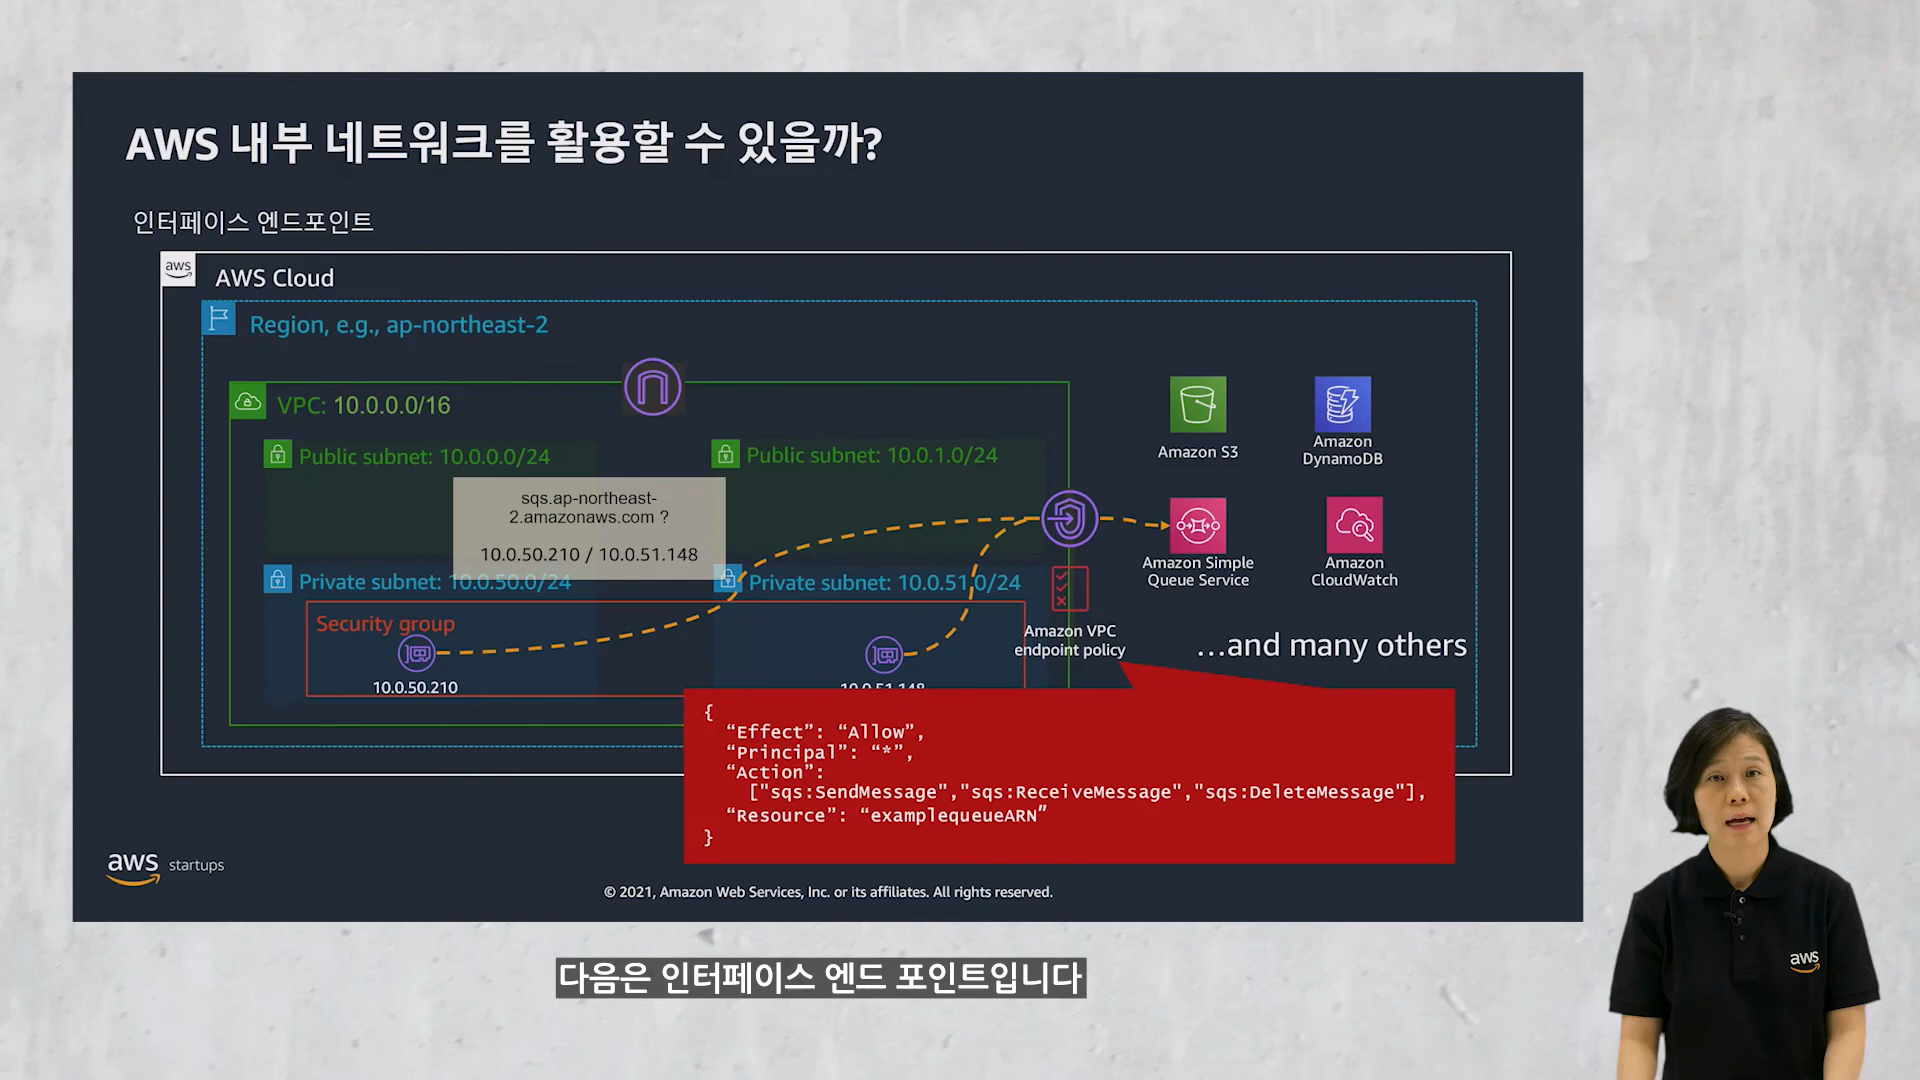 AWS 내부 네트워크를 활용할 수 있을까?
인터페이스 엔드포인트
aws
AWS Cloud
Region, e.g., ap-northeast-2
VPC: 10.0.0.0/16
Public subnet: 10.0.0.0/24
Public subnet: 10.0.1.0/24
sqs.ap-northeast-
2.amazonaws.com ?
10.0.50.210 / 10.0.51.148
Private subnet: 10.0.50.0/24
Private subnet: 10.0.51.0/24
Security group
10.0.50.210
10.0.51.148
Amazon S3
Amazon
DynamoDB
Amazon Simple
Queue Service
Amazon
CloudWatch
Amazon VPC
endpoint policy
...and many others
{
“Effect”: “Allow”,
“Principal”: “*”,
“Action”:
["sqs:SendMessage","sqs:ReceiveMessage","sqs:DeleteMessage"],
“Resource”: “examplequeueARN”
}
aws startups
© 2021, Amazon Web Services, Inc. or its affiliates. All rights reserved.
다음은 인터페이스 엔드 포인트입니다
aws